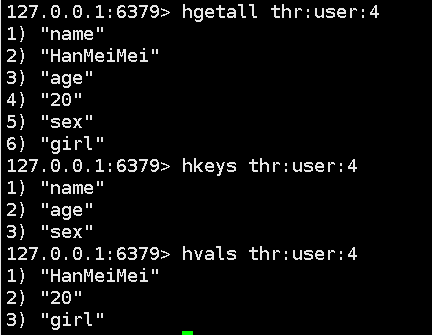 127.0.0.1:6379> hgetall thr:user:4
1) "name"
2) "HanMeiMei"
3) "age"
4) "20"
5) "sex"
6) "girl"
127.0.0.1:6379> hkeys thr:user:4
1) "name"
2) "age"
3) "sex"
127.0.0.1:6379> hvals thr:user:4
1) "HanMeiMei"
2) "20"
3) "girl"